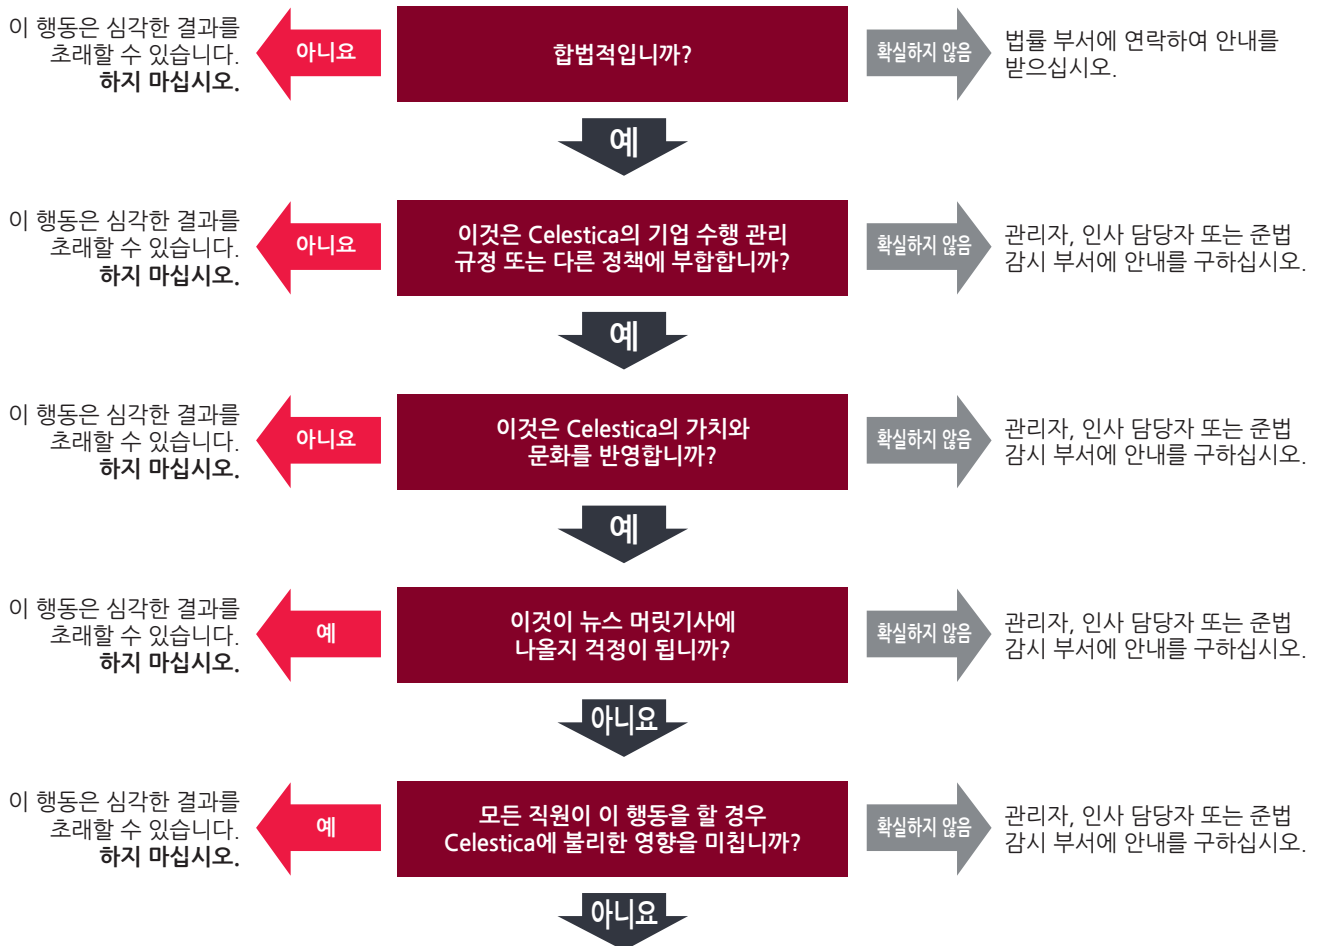 이 행동은 심각한 결과를
초래할 수 있습니다.
하지 마십시오.
아니요
합법적입니까?
확실하지 않음
법률 부서에 연락하여 안내를
받으십시오.
예
이 행동은 심각한 결과를
초래할 수 있습니다.
하지 마십시오.
아니요
이것은 Celestica의 기업 수행 관리
규정 또는 다른 정책에 부합합니까?
확실하지 않음
관리자, 인사 담당자 또는 준법
감시 부서에 안내를 구하십시오.
예
이 행동은 심각한 결과를
초래할 수 있습니다.
하지 마십시오.
아니요
이것은 Celestica의 가치와
문화를 반영합니까?
확실하지 않음
관리자, 인사 담당자 또는 준법
감시 부서에 안내를 구하십시오.
예
이 행동은 심각한 결과를
초래할 수 있습니다.
하지 마십시오.
예
이것이 뉴스 머릿기사에
나올지 걱정이 됩니까?
확실하지 않음
관리자, 인사 담당자 또는 준법
감시 부서에 안내를 구하십시오.
아니요
이 행동은 심각한 결과를
초래할 수 있습니다.
하지 마십시오.
예
모든 직원이 이 행동을 할 경우
Celestica에 불리한 영향을 미칩니까?
확실하지 않음
관리자, 인사 담당자 또는 준법
감시 부서에 안내를 구하십시오.
아니요